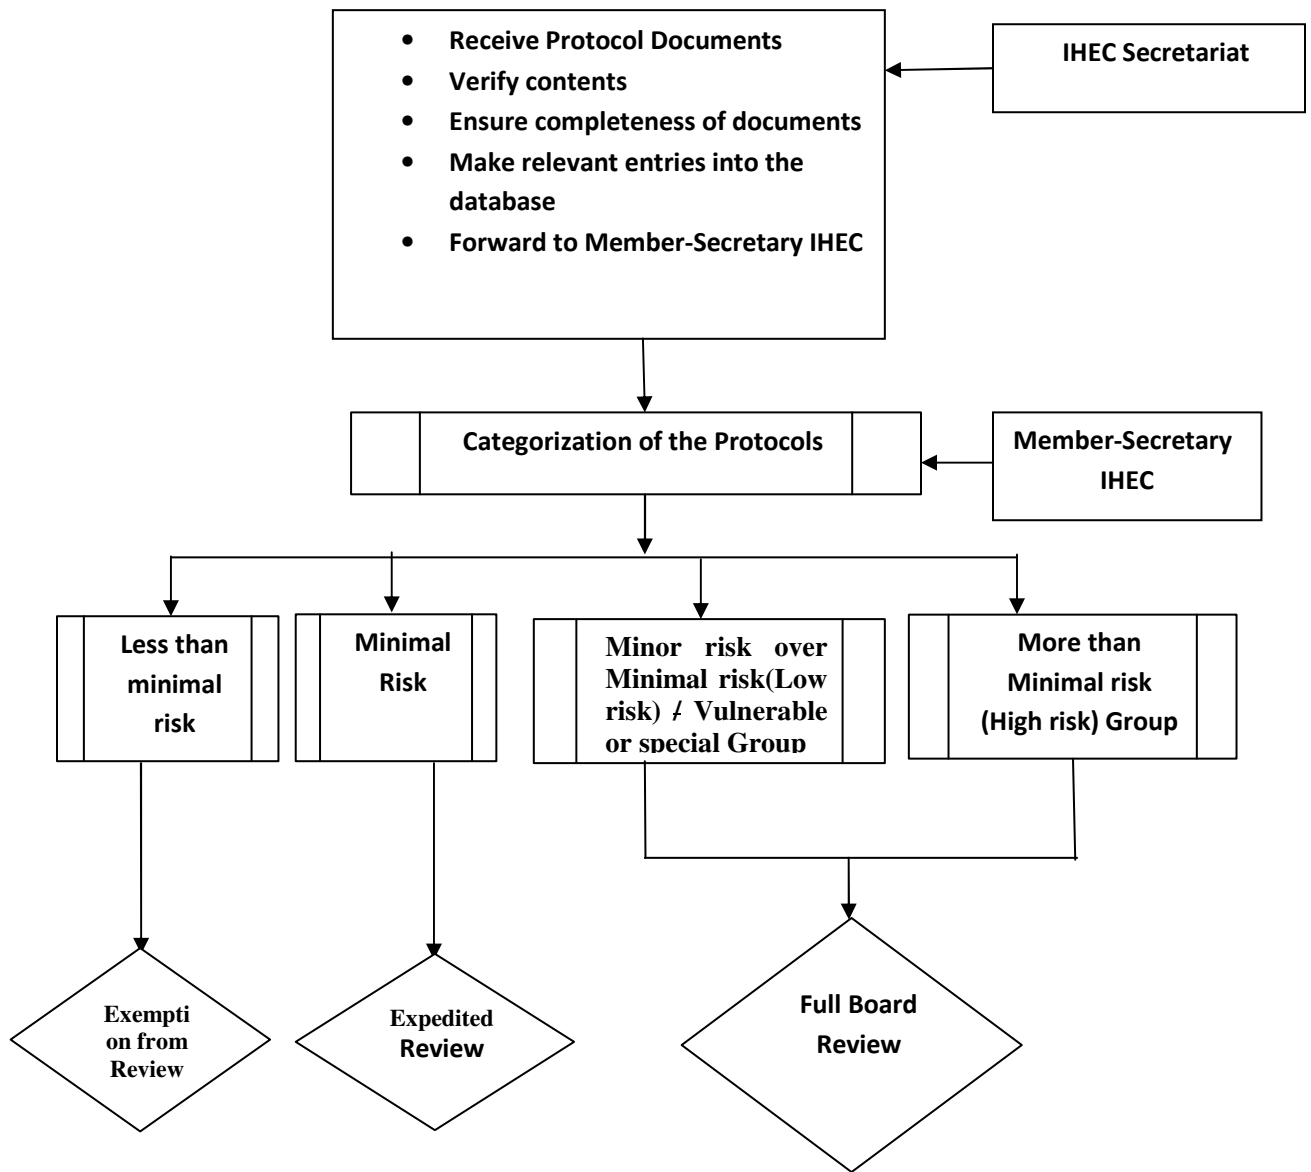 • Receive Protocol Documents
• Verify contents
• Ensure completeness of documents
• Make relevant entries into the
database
• Forward to Member-Secretary IHEC
IHEC Secretariat
Categorization of the Protocols
Member-Secretary
IHEC
Less than
minimal
risk
Minimal
Risk
Minor risk over
Minimal risk(Low
risk) / Vulnerable
or special Group
More than
Minimal risk
(High risk) Group
Exempti
on from
Review
Expedited
Review
Full Board
Review